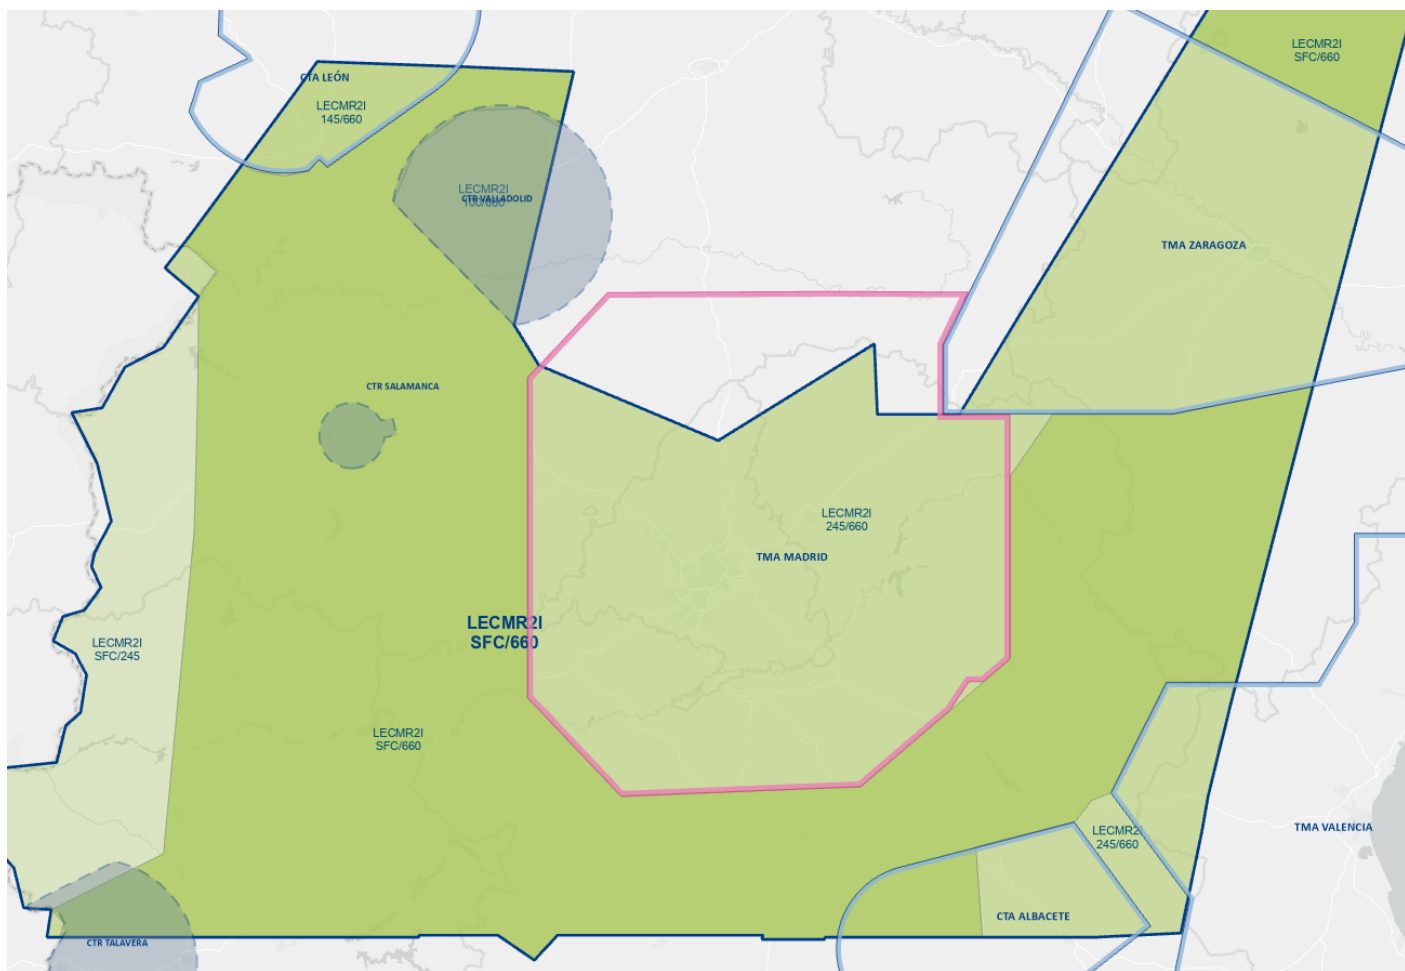 LECMR2I
SFC/660
CTA LEÓN
LECMR2I
145/660
LECMR2I
CTR VALLADOLID
100/660
TMA ZARAGOZA
CTR SALAMANCA
LECMR2I
245/660
TMA MADRID
LECMR2I
SFC/660
LECMR2I
SFC/245
LECMR2I
SFC/660
LECMR2I
245/660
TMA VALENCIA
CTA ALBACETE
CTR TALAVERA